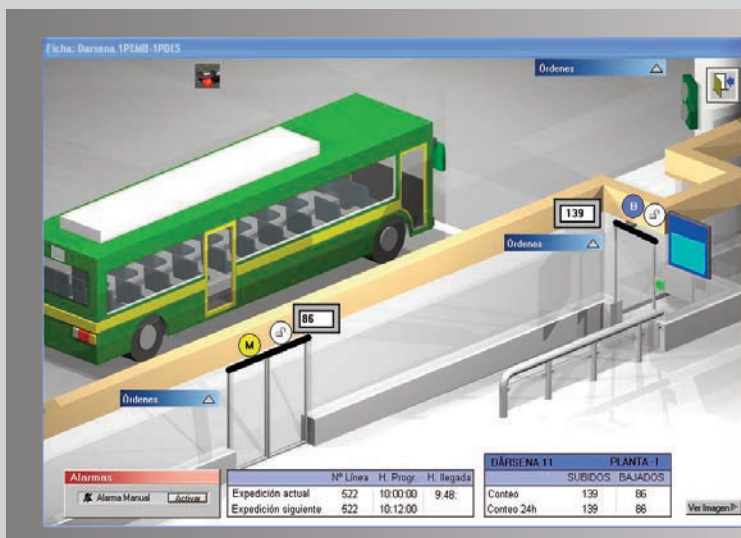 Ficha: Darsena 1PEMB-1PDES
Órdenes
139
B
Órdenes
86
M
Órdenes
Alarmas
Alarma Manual Activar
Nº Línea H. Progr. H. llegada
Expedición actual 522 10:00:00 9:48:
Expedición siguiente 522 10:12:00
DÁRSENA 11 PLANTA -1
SUBIDOS BAJADOS
Conteo 139 86
Conteo 24h 139 86
Ver Imagen